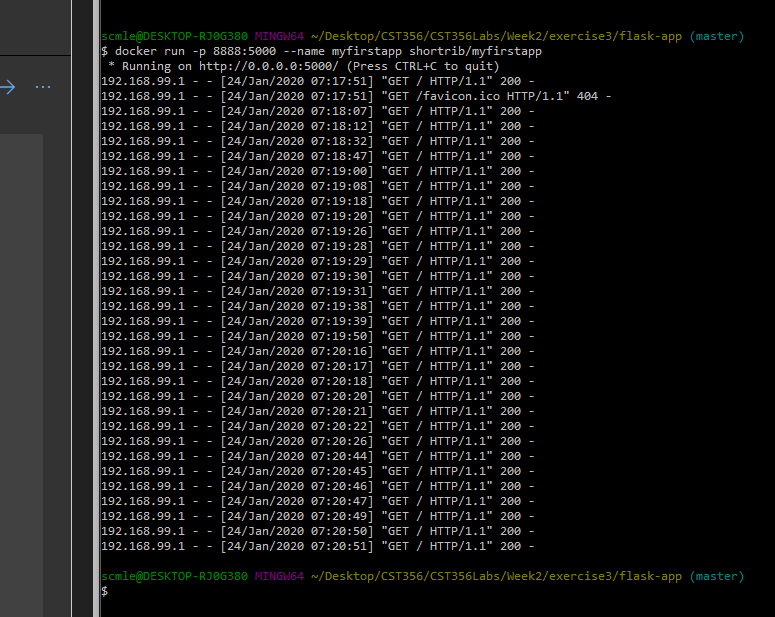 scmle@DESKTOP-RJ0G380 MINGW64 ~/Desktop/CST356/CST356Labs/Week2/exercise3/flask-app (master)
$ docker run -p 8888:5000 --name myfirstapp shortrib/myfirstapp
 * Running on http://0.0.0.0:5000/ (Press CTRL+C to quit)
192.168.99.1 - - [24/Jan/2020 07:17:51] "GET / HTTP/1.1" 200 -
192.168.99.1 - - [24/Jan/2020 07:17:51] "GET /favicon.ico HTTP/1.1" 404 -
192.168.99.1 - - [24/Jan/2020 07:18:07] "GET / HTTP/1.1" 200 -
192.168.99.1 - - [24/Jan/2020 07:18:12] "GET / HTTP/1.1" 200 -
192.168.99.1 - - [24/Jan/2020 07:18:32] "GET / HTTP/1.1" 200 -
192.168.99.1 - - [24/Jan/2020 07:18:47] "GET / HTTP/1.1" 200 -
192.168.99.1 - - [24/Jan/2020 07:19:00] "GET / HTTP/1.1" 200 -
192.168.99.1 - - [24/Jan/2020 07:19:08] "GET / HTTP/1.1" 200 -
192.168.99.1 - - [24/Jan/2020 07:19:18] "GET / HTTP/1.1" 200 -
192.168.99.1 - - [24/Jan/2020 07:19:20] "GET / HTTP/1.1" 200 -
192.168.99.1 - - [24/Jan/2020 07:19:26] "GET / HTTP/1.1" 200 -
192.168.99.1 - - [24/Jan/2020 07:19:28] "GET / HTTP/1.1" 200 -
192.168.99.1 - - [24/Jan/2020 07:19:29] "GET / HTTP/1.1" 200 -
192.168.99.1 - - [24/Jan/2020 07:19:30] "GET / HTTP/1.1" 200 -
192.168.99.1 - - [24/Jan/2020 07:19:31] "GET / HTTP/1.1" 200 -
192.168.99.1 - - [24/Jan/2020 07:19:38] "GET / HTTP/1.1" 200 -
192.168.99.1 - - [24/Jan/2020 07:19:39] "GET / HTTP/1.1" 200 -
192.168.99.1 - - [24/Jan/2020 07:19:50] "GET / HTTP/1.1" 200 -
192.168.99.1 - - [24/Jan/2020 07:20:16] "GET / HTTP/1.1" 200 -
192.168.99.1 - - [24/Jan/2020 07:20:17] "GET / HTTP/1.1" 200 -
192.168.99.1 - - [24/Jan/2020 07:20:18] "GET / HTTP/1.1" 200 -
192.168.99.1 - - [24/Jan/2020 07:20:20] "GET / HTTP/1.1" 200 -
192.168.99.1 - - [24/Jan/2020 07:20:21] "GET / HTTP/1.1" 200 -
192.168.99.1 - - [24/Jan/2020 07:20:22] "GET / HTTP/1.1" 200 -
192.168.99.1 - - [24/Jan/2020 07:20:26] "GET / HTTP/1.1" 200 -
192.168.99.1 - - [24/Jan/2020 07:20:44] "GET / HTTP/1.1" 200 -
192.168.99.1 - - [24/Jan/2020 07:20:45] "GET / HTTP/1.1" 200 -
192.168.99.1 - - [24/Jan/2020 07:20:46] "GET / HTTP/1.1" 200 -
192.168.99.1 - - [24/Jan/2020 07:20:47] "GET / HTTP/1.1" 200 -
192.168.99.1 - - [24/Jan/2020 07:20:49] "GET / HTTP/1.1" 200 -
192.168.99.1 - - [24/Jan/2020 07:20:50] "GET / HTTP/1.1" 200 -
192.168.99.1 - - [24/Jan/2020 07:20:51] "GET / HTTP/1.1" 200 -
scmle@DESKTOP-RJ0G380 MINGW64 ~/Desktop/CST356/CST356Labs/Week2/exercise3/flask-app (master)
$